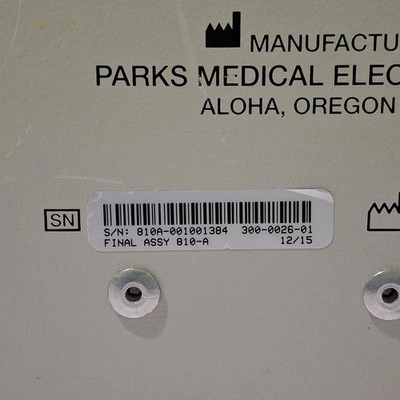 MANUFACTU
PARKS MEDICAL ELEC
ALOHA, OREGON
SN
S/N: 810A-001001384 300-0026-01
FINAL ASSY 810-A 12/15